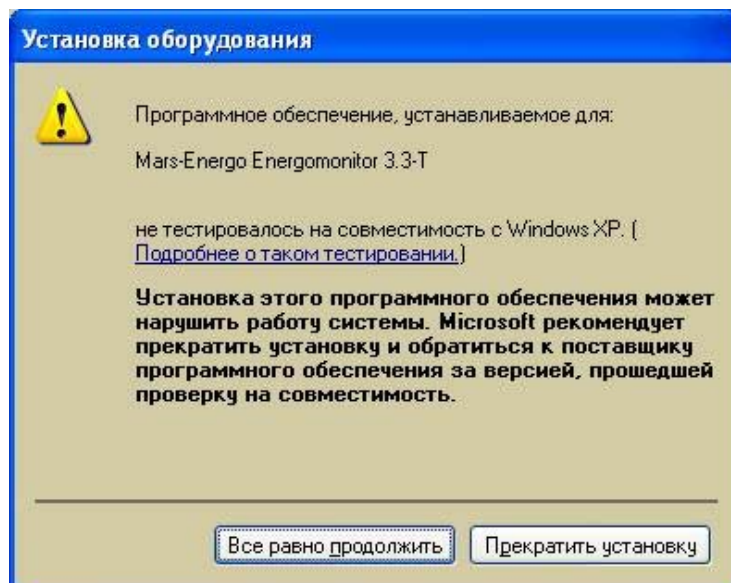 Установка оборудования
Программное обеспечение, устанавливаемое для:
Mars-Energo Energomonitor 3.3-T
не тестировалось на совместимость с Windows XP. (
Подробнее о таком тестировании.)
Установка этого программного обеспечения может
нарушить работу системы. Microsoft рекомендует
прекратить установку и обратиться к поставщику
программного обеспечения за версией, прошедшей
проверку на совместимость.
Все равно продолжить
Прекратить установку